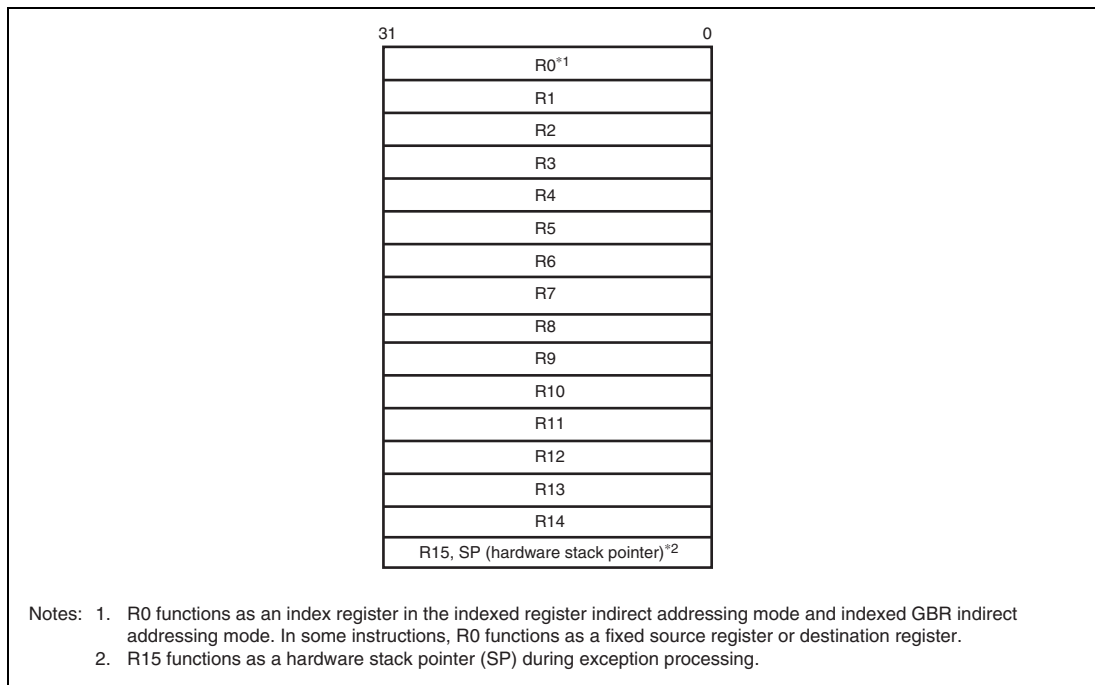 31 0
R0*1
R1
R2
R3
R4
R5
R6
R7
R8
R9
R10
R11
R12
R13
R14
R15, SP (hardware stack pointer)*2
Notes: 1. R0 functions as an index register in the indexed register indirect addressing mode and indexed GBR indirect
addressing mode. In some instructions, R0 functions as a fixed source register or destination register.
2. R15 functions as a hardware stack pointer (SP) during exception processing.